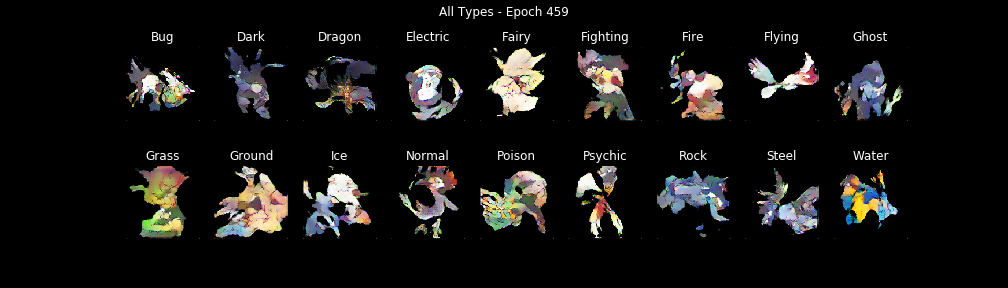 All Types - Epoch 459
Bug Dark Dragon Electric Fairy Fighting Fire Flying Ghost
Grass Ground Ice Normal Poison Psychic Rock Steel Water